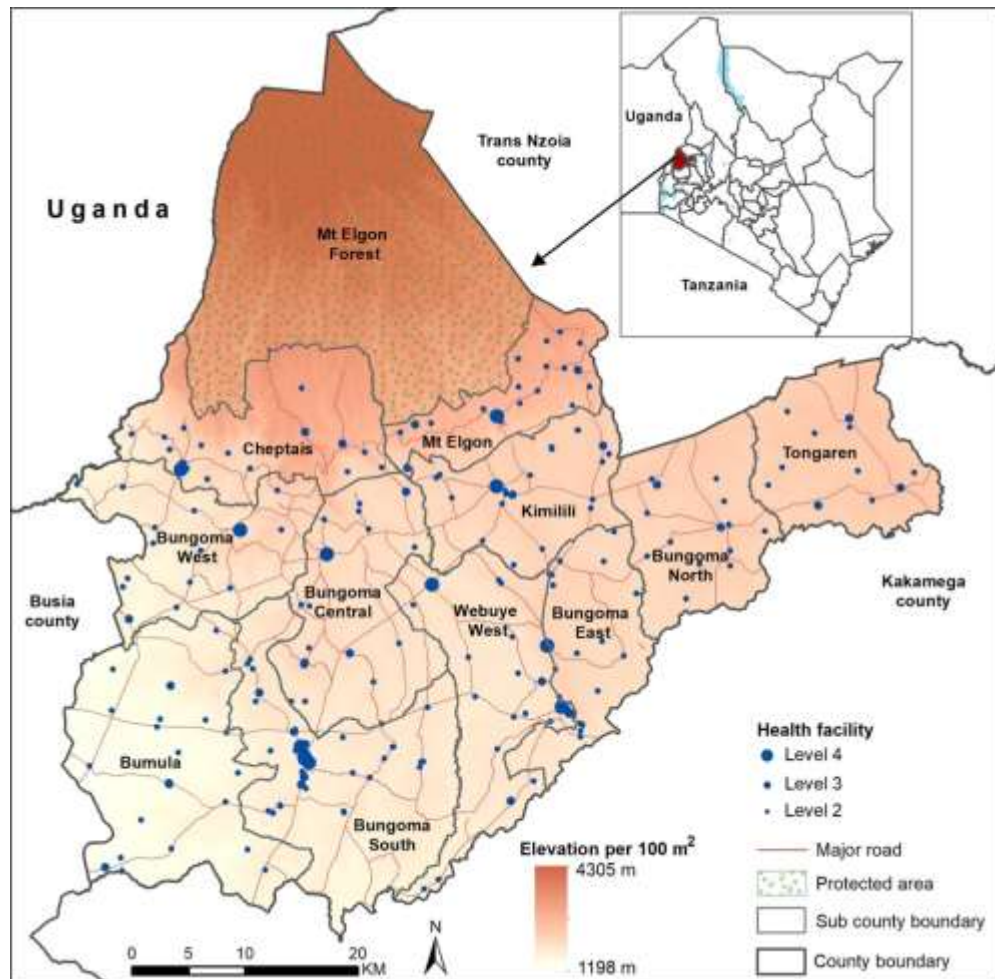 Uganda
Trans Nzoia
county
Uganda
Tanzania
Mt Elgon
Forest
Cheptais
Mt Elgon
Tongaren
Kimilili
Bungoma
West
Bungoma
North
Bungoma
Central
Busia
county
Webuye
West
Bungoma
East
Kakamega
county
Bumula
Bungoma
South
Health facility
Level 4
Level 3
Level 2
Major road
Protected area
Sub county boundary
County boundary
Elevation per 100 m²
4305 m
1198 m
N
0 5 10 20
KM